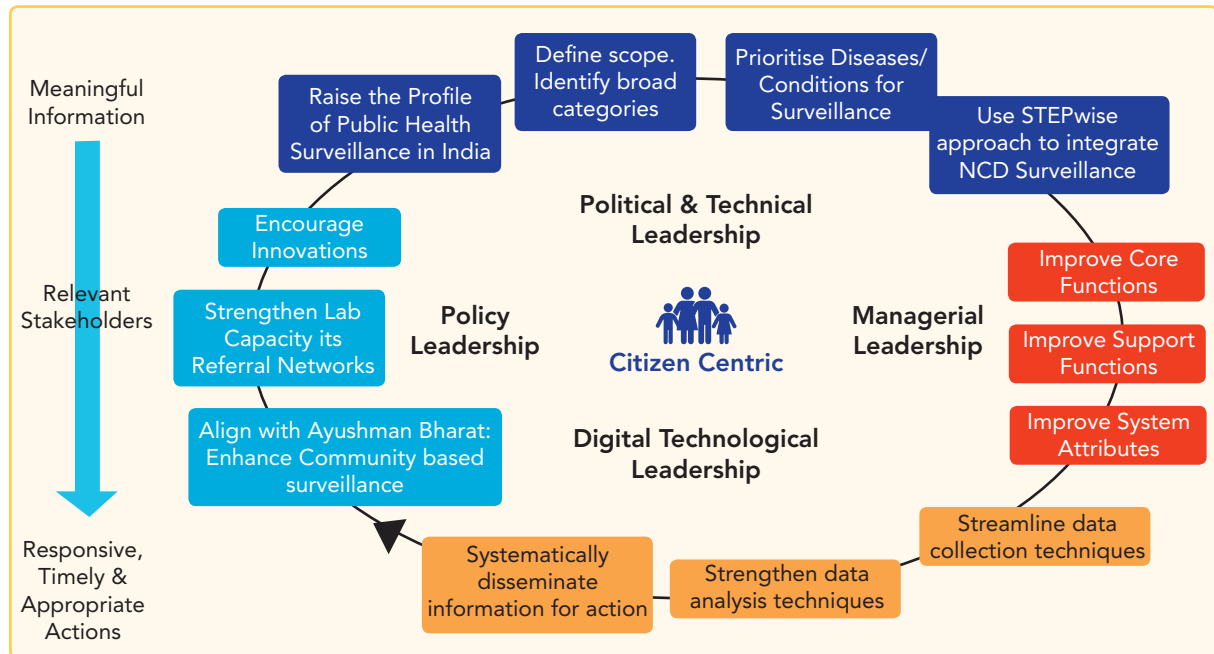 Meaningful
Information
Relevant
Stakeholders
Responsive,
Timely &
Appropriate
Actions
Raise the Profile
of Public Health
Surveillance in India
Define scope.
Identify broad
categories
Prioritise Diseases/
Conditions for
Surveillance
Use STEPwise
approach to integrate
NCD Surveillance
Political & Technical
Leadership
Encourage
Innovations
Strengthen Lab
Capacity its
Referral Networks
Align with Ayushman Bharat:
Enhance Community based
surveillance
Policy
Leadership
Citizen Centric
Managerial
Leadership
Improve Core
Functions
Improve Support
Functions
Improve System
Attributes
Digital Technological
Leadership
Streamline data
collection techniques
Strengthen data
analysis techniques
Systematically
disseminate
information for action